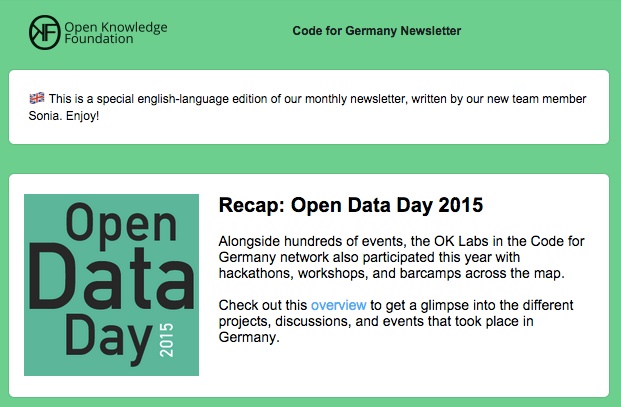 Open Knowledge
Foundation
Code for Germany Newsletter
🇬🇧 This is a special english-language edition of our monthly newsletter, written by our new team member
Sonia. Enjoy!
Open
Data
Day 2015
Recap: Open Data Day 2015
Alongside hundreds of events, the OK Labs in the Code for
Germany network also participated this year with
hackathons, workshops, and barcamps across the map.
Check out this overview to get a glimpse into the different
projects, discussions, and events that took place in
Germany.